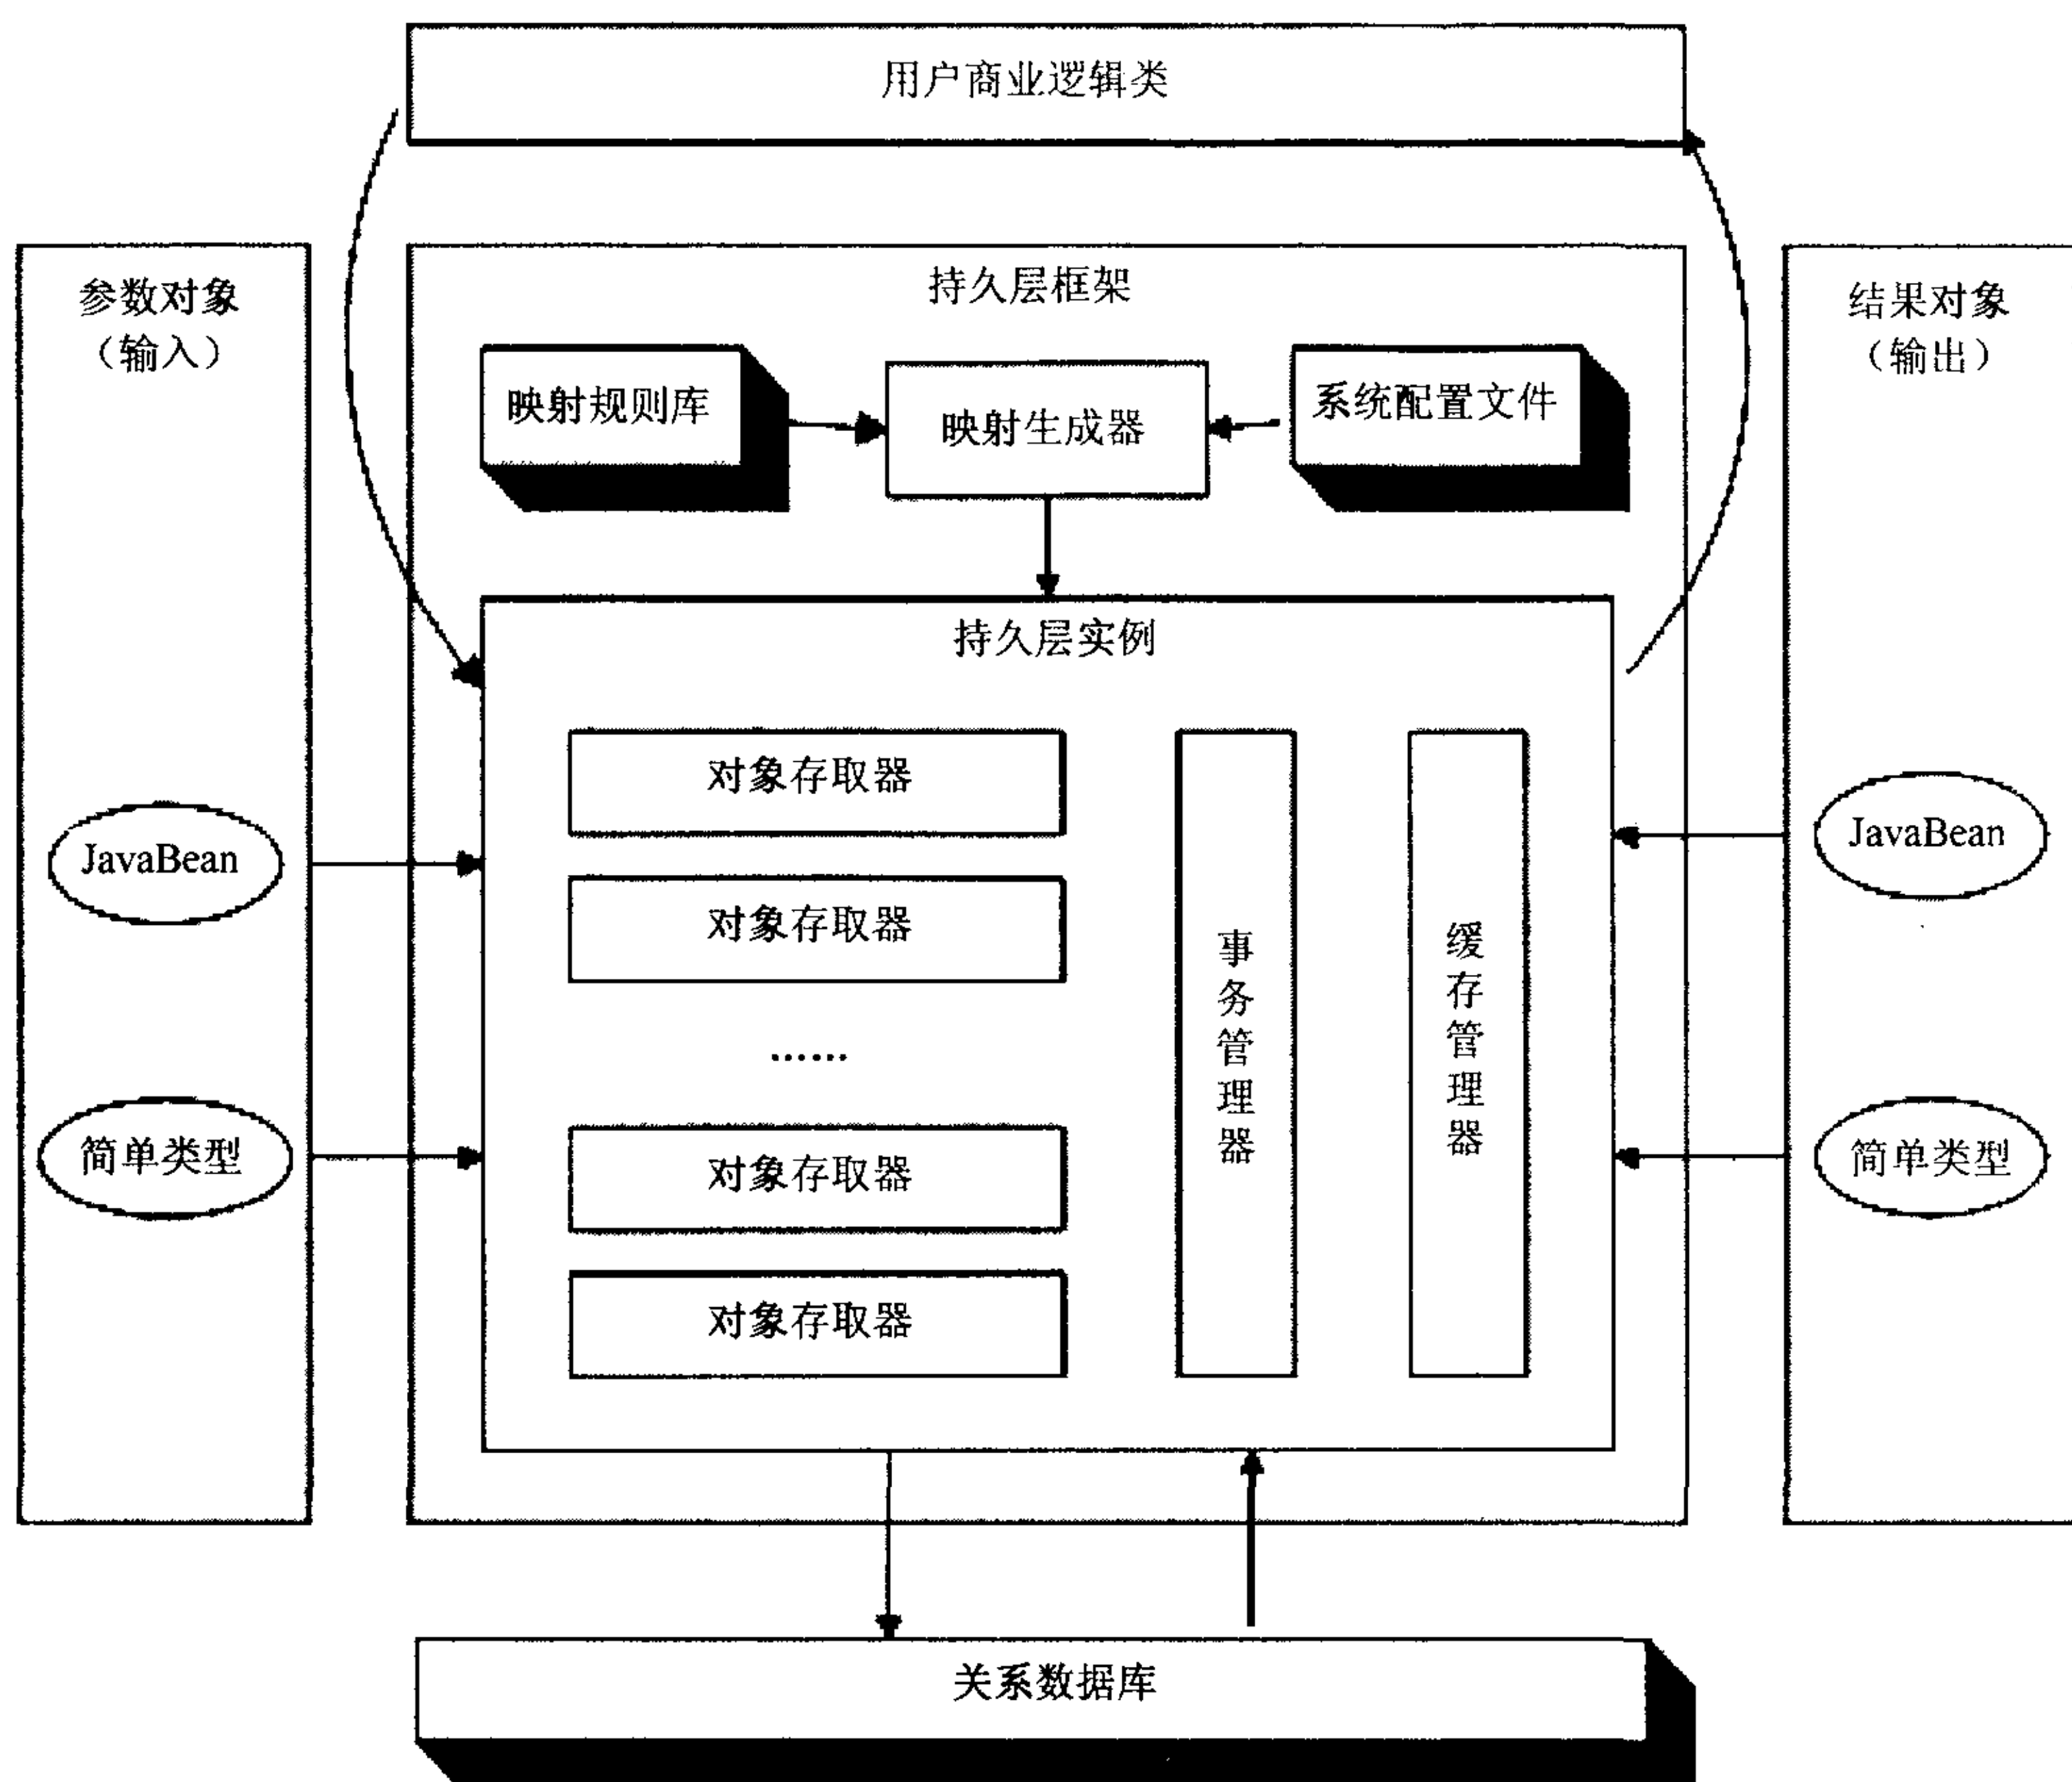 用户商业逻辑类
参数对象
（输入）
JavaBean
简单类型
持久层框架
映射规则库
映射生成器
系统配置文件
持久层实例
对象存取器
对象存取器
……
对象存取器
对象存取器
事务管理器
缓存管理器
结果对象
（输出）
JavaBean
简单类型
关系数据库